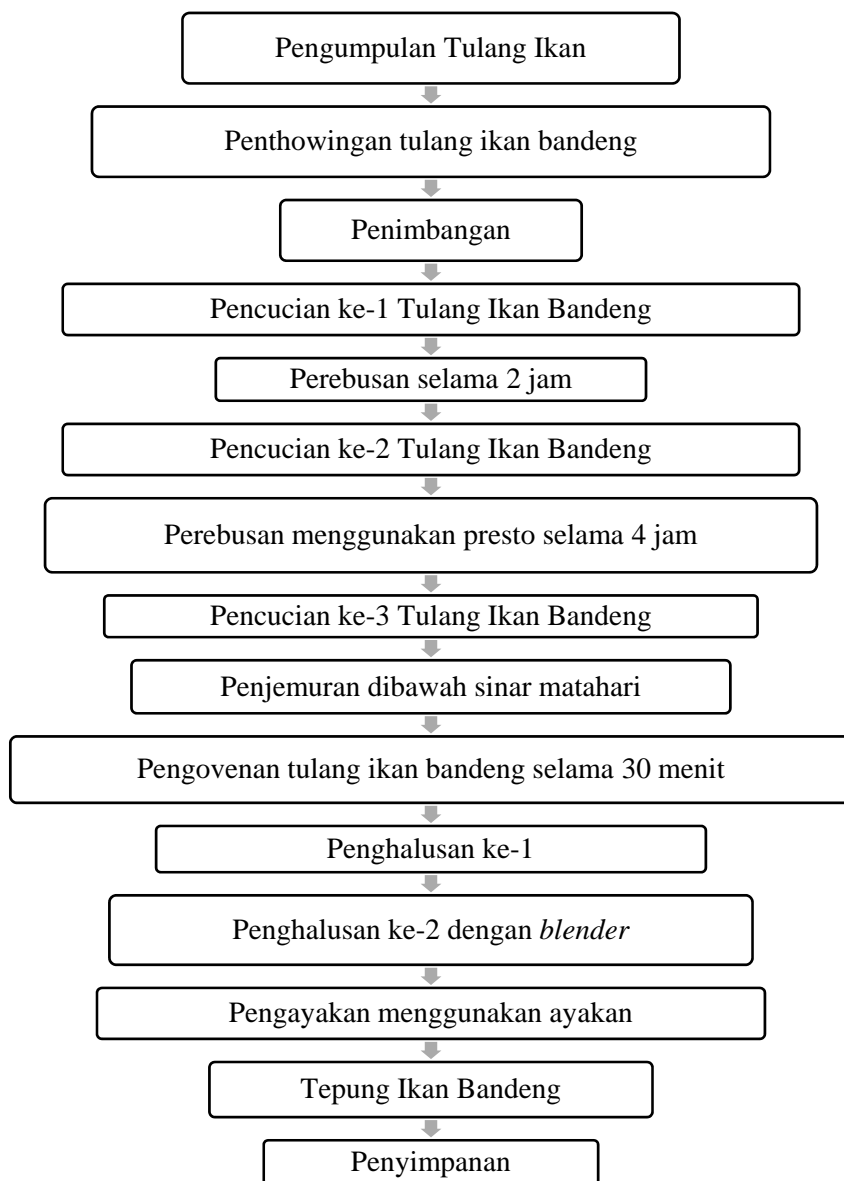 Pengumpulan Tulang Ikan
Penthowingan tulang ikan bandeng
Penimbangan
Pencucian ke-1 Tulang Ikan Bandeng
Perebusan selama 2 jam
Pencucian ke-2 Tulang Ikan Bandeng
Perebusan menggunakan presto selama 4 jam
Pencucian ke-3 Tulang Ikan Bandeng
Penjemuran dibawah sinar matahari
Pengovenan tulang ikan bandeng selama 30 menit
Penghalusan ke-1
Penghalusan ke-2 dengan blender
Pengayakan menggunakan ayakan
Tepung Ikan Bandeng
Penyimpanan